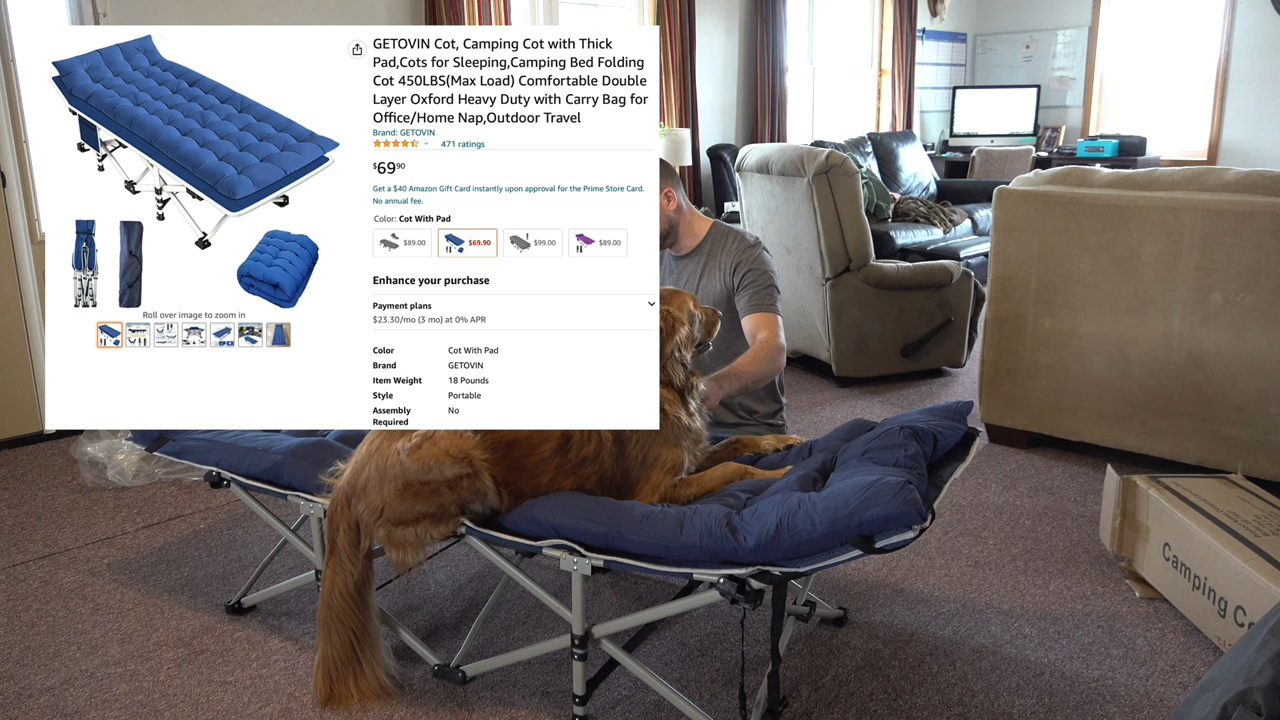 GETOVIN Cot, Camping Cot with Thick
Pad,Cots for Sleeping,Camping Bed Folding
Cot 450LBS(Max Load) Comfortable Double
Layer Oxford Heavy Duty with Carry Bag for
Office/Home Nap,Outdoor Travel
Brand: GETOVIN
471 ratings
$69.90
Get a $40 Amazon Gift Card instantly upon approval for the Prime Store Card.
No annual fee.
Color: Cot With Pad
$89.00
$69.90
$99.00
$89.00
Enhance your purchase
Payment plans
$23.30/mo (3 mo) at 0% APR
Color Cot With Pad
Brand GETOVIN
Item Weight 18 Pounds
Style Portable
Assembly No
Required
Roll over image to zoom in
Camping